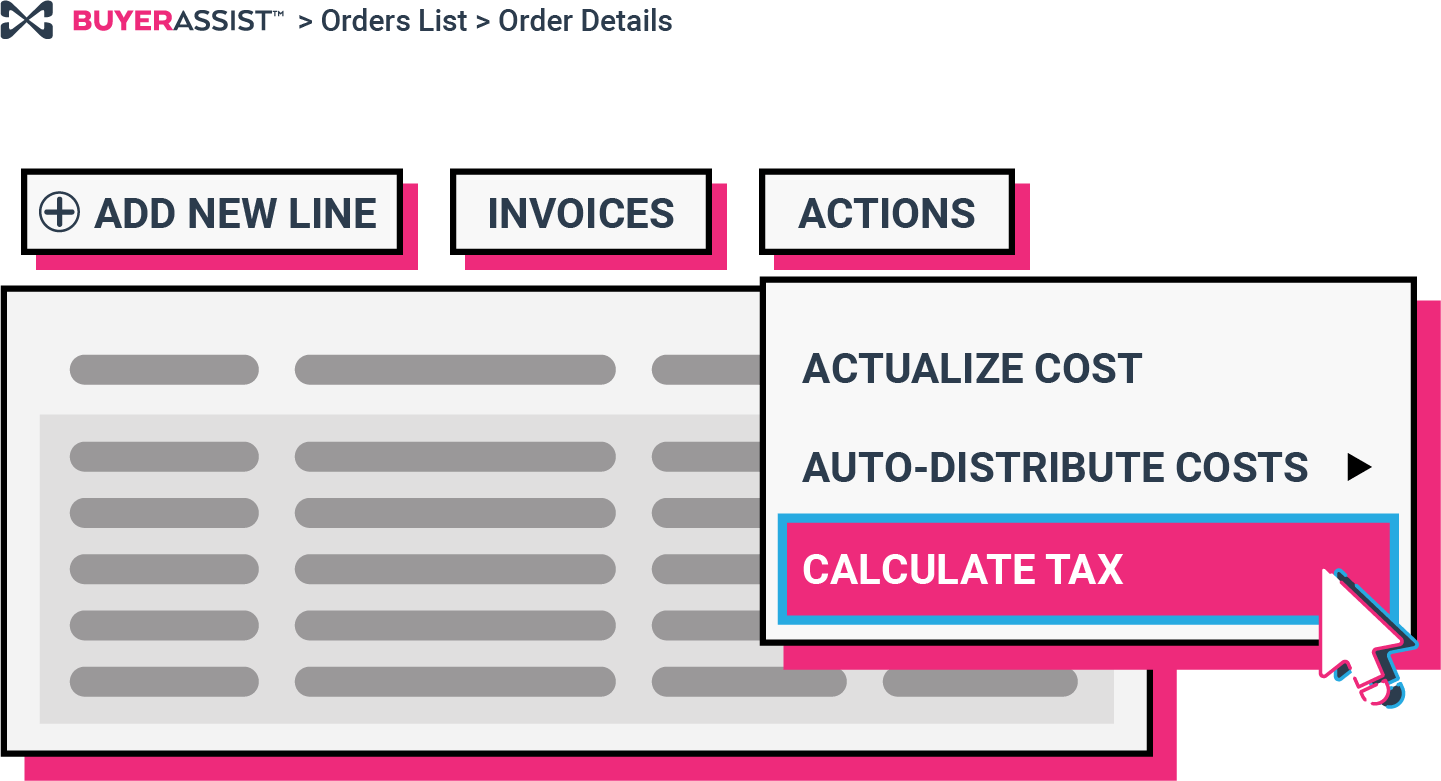 BUYERASSIST™ > Orders List > Order Details
ADD NEW LINE
INVOICES
ACTIONS
ACTUALIZE COST
AUTO-DISTRIBUTE COSTS
CALCULATE TAX